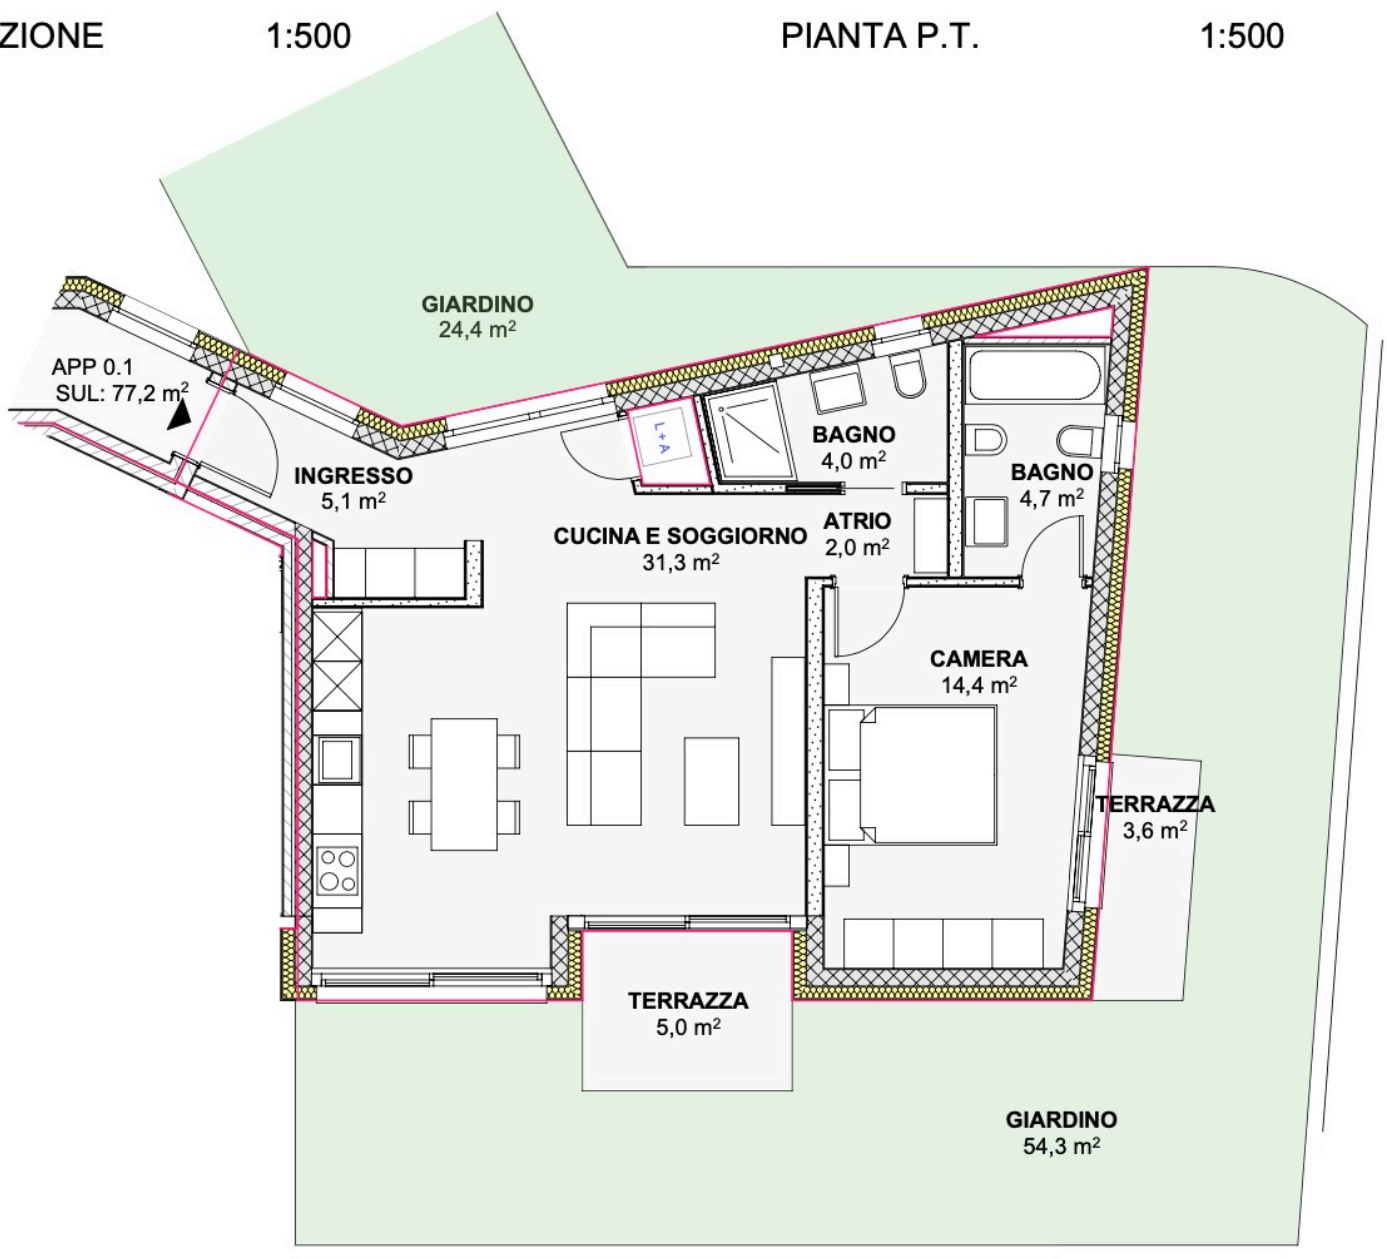 ZIONE 1:500 PIANTA P.T. 1:500
GIARDINO
24,4 m²
APP 0.1
SUL: 77,2 m²
L+A
BAGNO
4,0 m²
INGRESSO
5,1 m²
BAGNO
4,7 m²
CUCINA E SOGGIORNO
31,3 m²
ATRIO
2,0 m²
CAMERA
14,4 m²
TERRAZZA
3,6 m²
TERRAZZA
5,0 m²
GIARDINO
54,3 m²